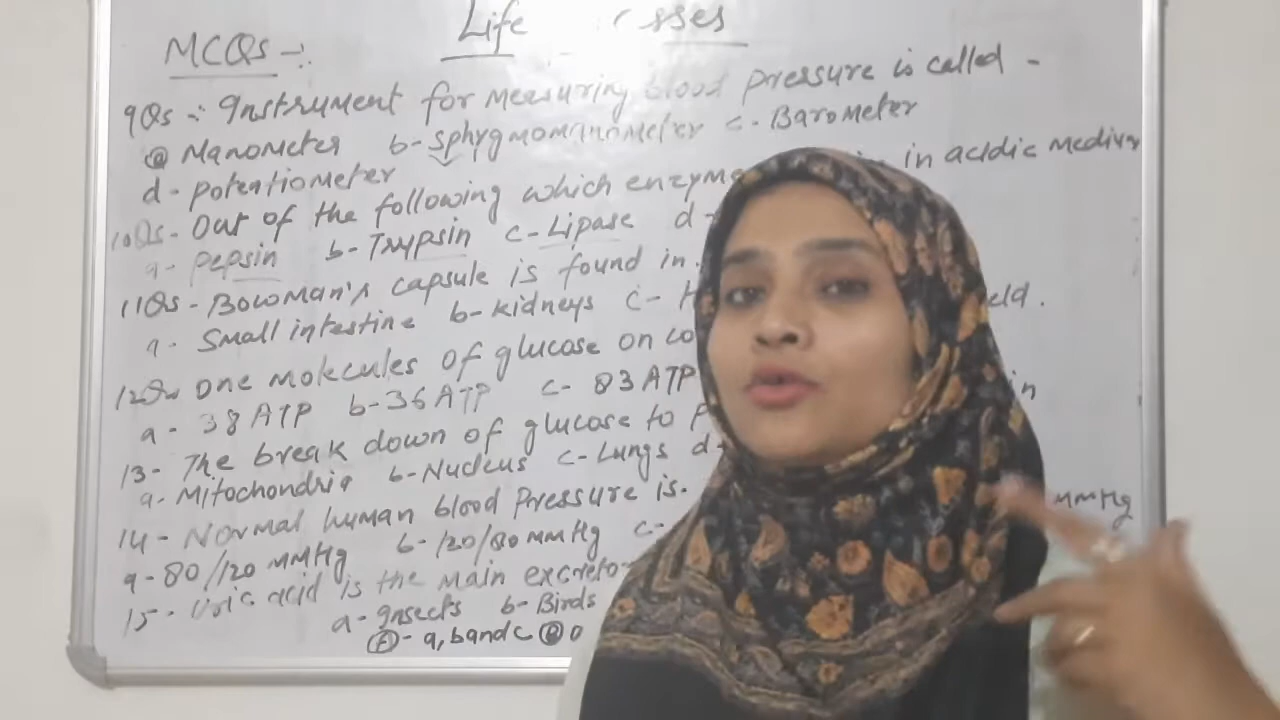 Life sses
MCQs -:
9Qs :- Instrument for measuring blood pressure is called -
a Manometer b- Sphygmomanometer c- Barometer
d- potentiometer
10Qs- Out of the following which enzyme in acidic medium
a- pepsin b- Trypsin c- Lipase d-
11Qs- Bowman's capsule is found in.
a- Small intestine b- kidneys c- H
12Qs one molecules of glucose on co eld.
a- 38 ATP b- 36 ATP c- 83 ATP
13- The break down of glucose to p in
a- Mitochondria b- Nucleus c- Lungs d-
14- Normal human blood pressure is.
a- 80/120 mmHg b- 120/80 mmHg c- mmHg
15- Uric acid is the main excreto
a- Insects b- Birds
a, b and c